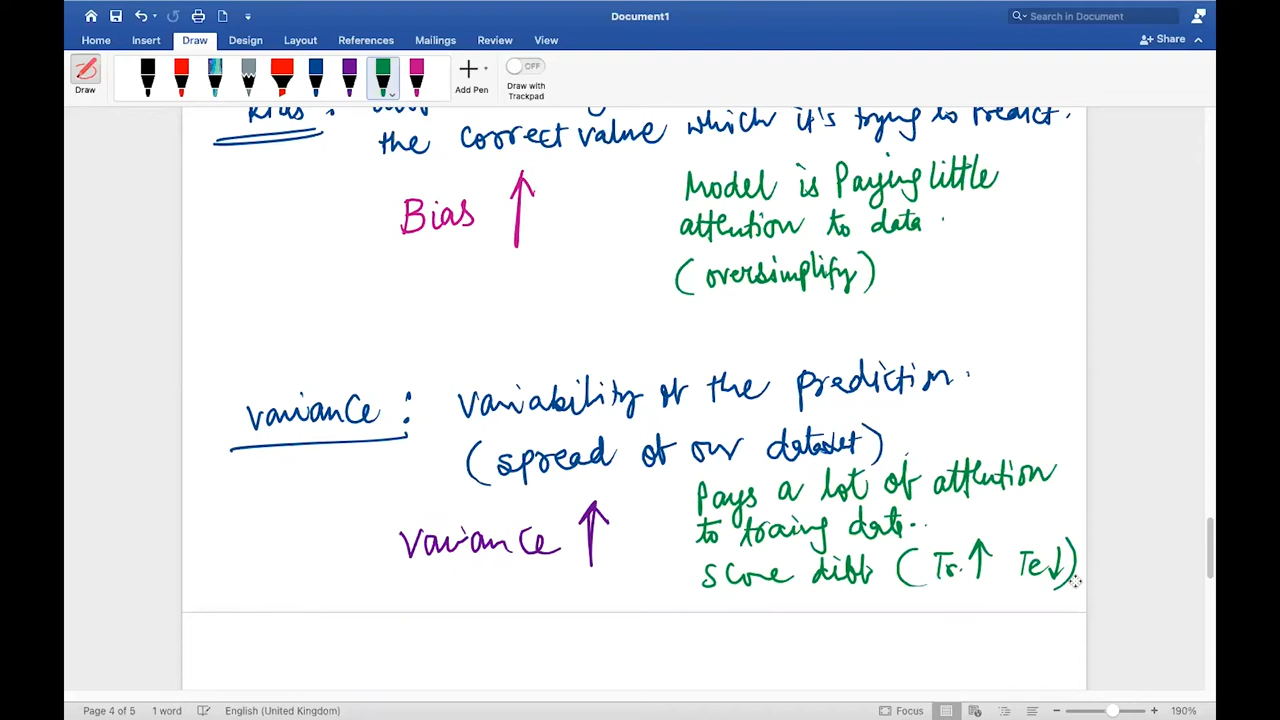 Document1
Search in Document
Home Insert Draw Design Layout References Mailings Review View
Share
Draw
Add Pen
OFF
Draw with Trackpad
Bias :
the correct value which it's trying to predict.
Bias ↑
Model is Paying little
attention to data.
(oversimplify)
variance : Variability of the prediction.
(spread of our dataset)
Pays a lot of attention
to traing data..
Variance ↑
score diff (Tr.↑ Te↓)
Page 4 of 5 1 word English (United Kingdom) Focus 190%